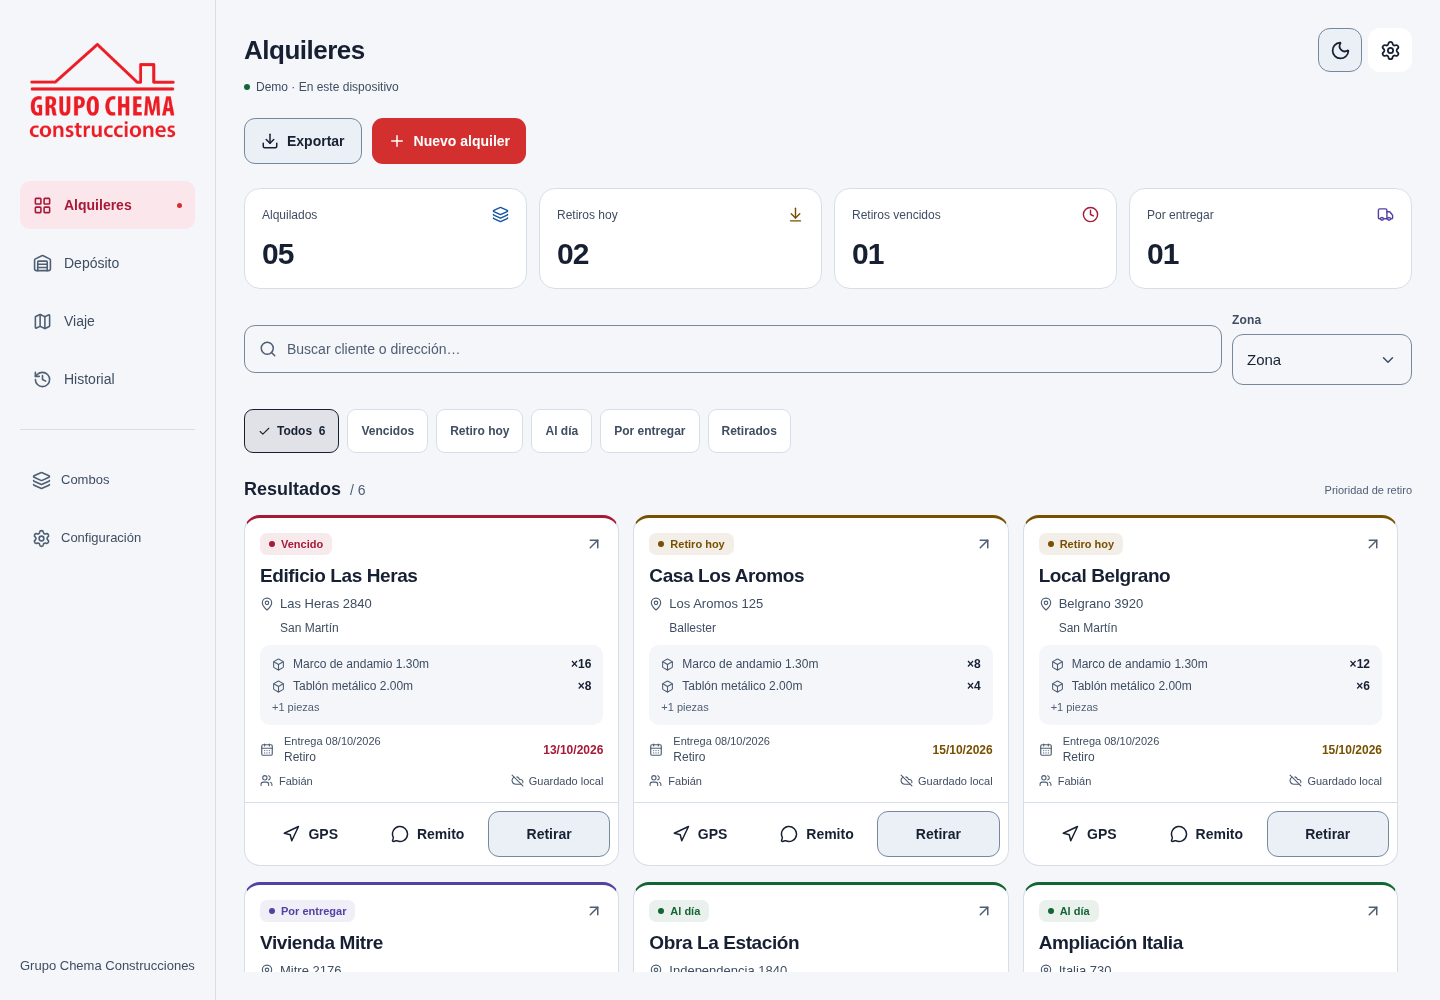 GRUPO CHEMA
construcciones
Alquileres
Depósito
Viaje
Historial
Combos
Configuración
Grupo Chema Construcciones
Alquileres
Demo · En este dispositivo
Exportar
Nuevo alquiler
Alquilados
05
Retiros hoy
02
Retiros vencidos
01
Por entregar
01
Buscar cliente o dirección…
Zona
Zona
Todos 6
Vencidos
Retiro hoy
Al día
Por entregar
Retirados
Resultados / 6
Prioridad de retiro
Vencido
Edificio Las Heras
Las Heras 2840
San Martín
Marco de andamio 1.30m ×16
Tablón metálico 2.00m ×8
+1 piezas
Entrega 08/10/2026
Retiro 13/10/2026
Fabián Guardado local
GPS Remito Retirar
Retiro hoy
Casa Los Aromos
Los Aromos 125
Ballester
Marco de andamio 1.30m ×8
Tablón metálico 2.00m ×4
+1 piezas
Entrega 08/10/2026
Retiro 15/10/2026
Fabián Guardado local
GPS Remito Retirar
Retiro hoy
Local Belgrano
Belgrano 3920
San Martín
Marco de andamio 1.30m ×12
Tablón metálico 2.00m ×6
+1 piezas
Entrega 08/10/2026
Retiro 15/10/2026
Fabián Guardado local
GPS Remito Retirar
Por entregar
Vivienda Mitre
Mitre 2176
Al día
Obra La Estación
Independencia 1840
Al día
Ampliación Italia
Italia 730